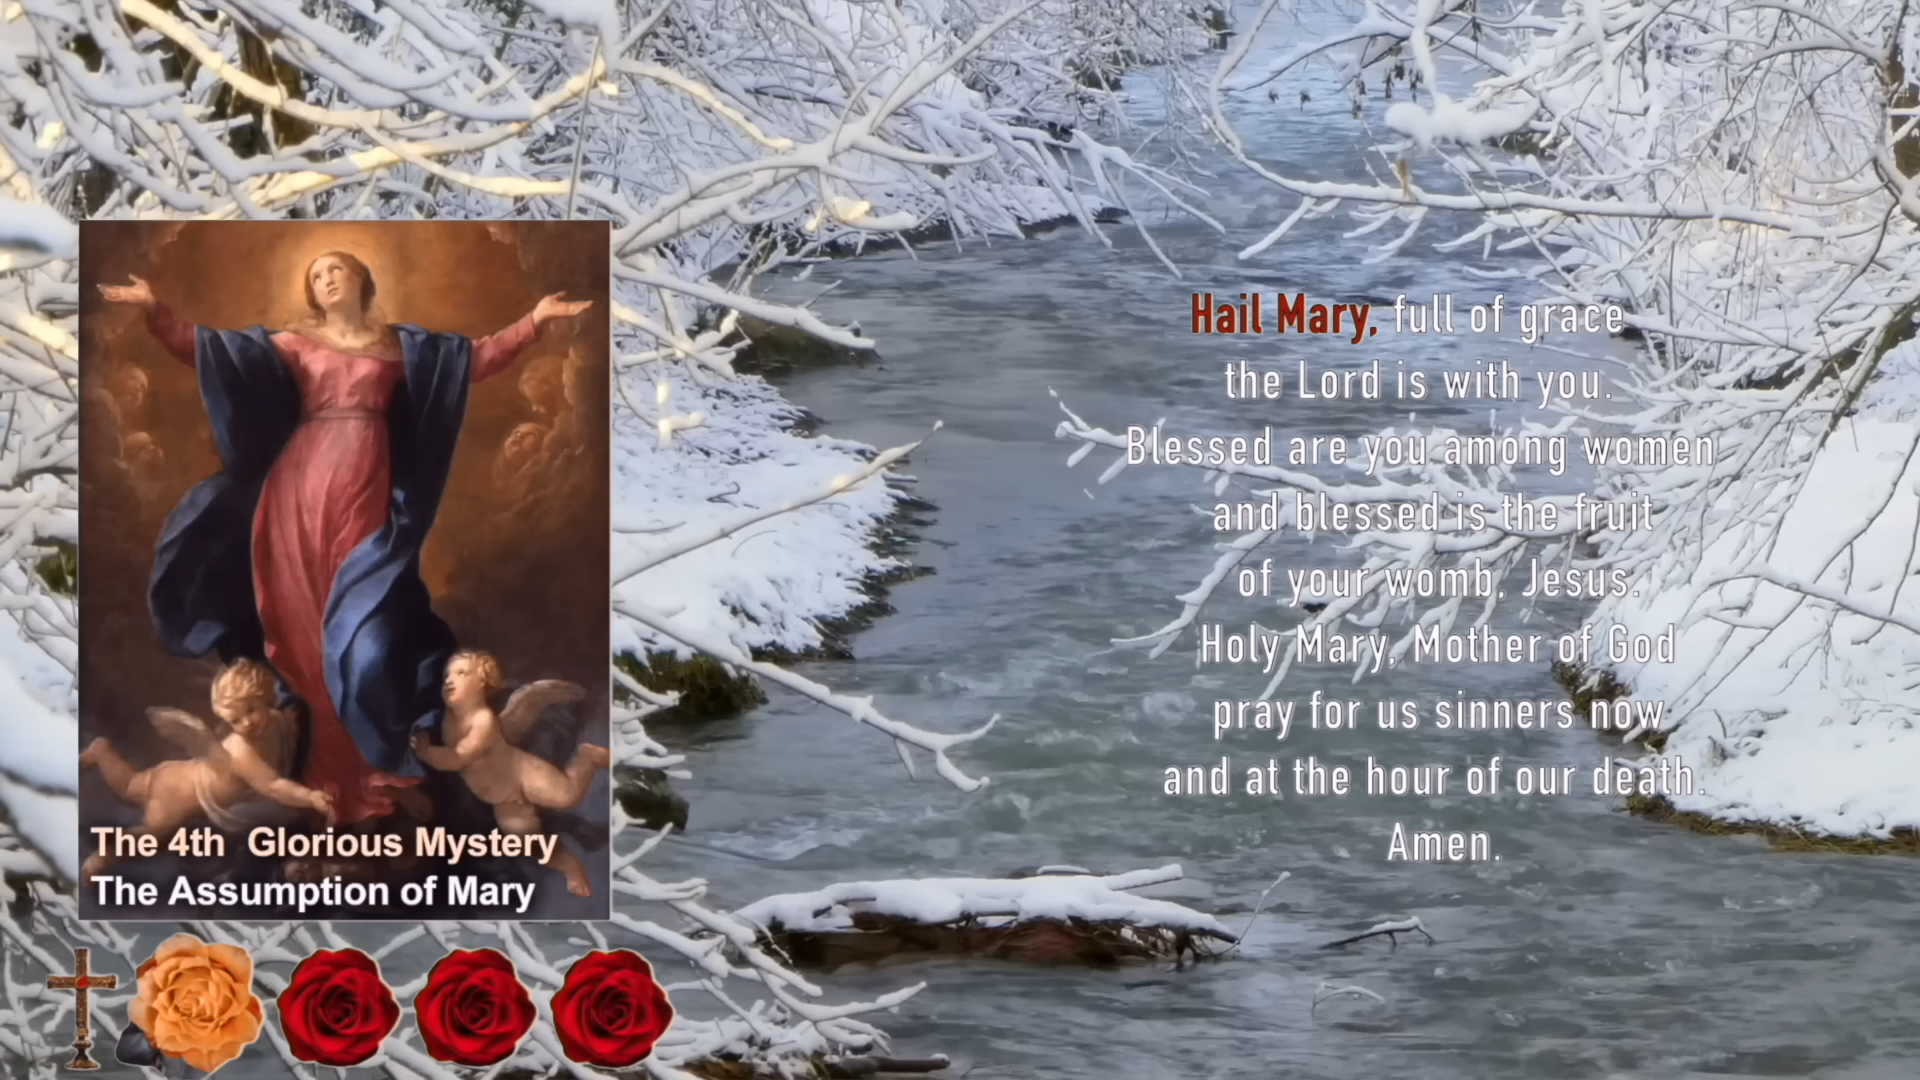 The 4th  Glorious Mystery
The Assumption of Mary
Hail Mary, full of grace
the Lord is with you.
Blessed are you among women
and blessed is the fruit
of your womb, Jesus.
Holy Mary, Mother of God
pray for us sinners now
and at the hour of our death.
Amen.